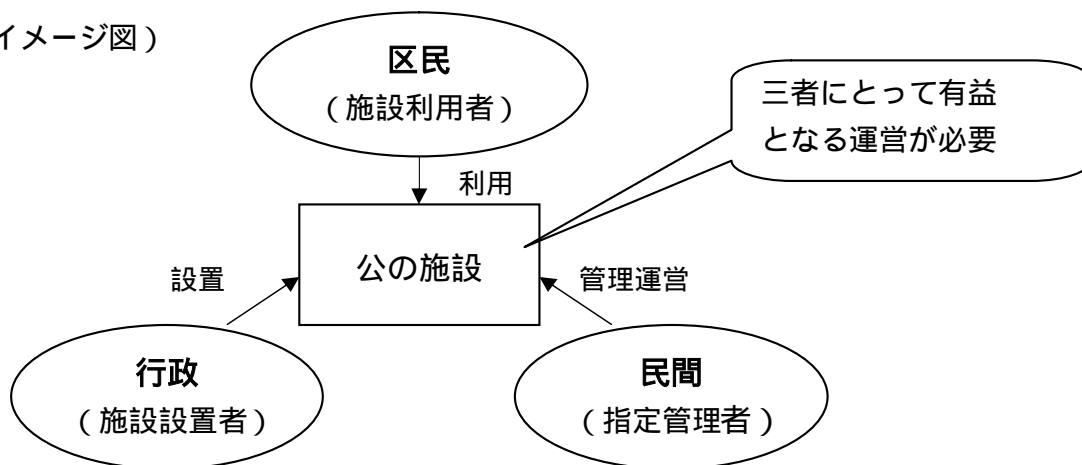 イメージ図）
区民
（施設利用者）
三者にとって有益
となる運営が必要
利用
公の施設
設置
管理運営
行政
（施設設置者）
民間
（指定管理者）